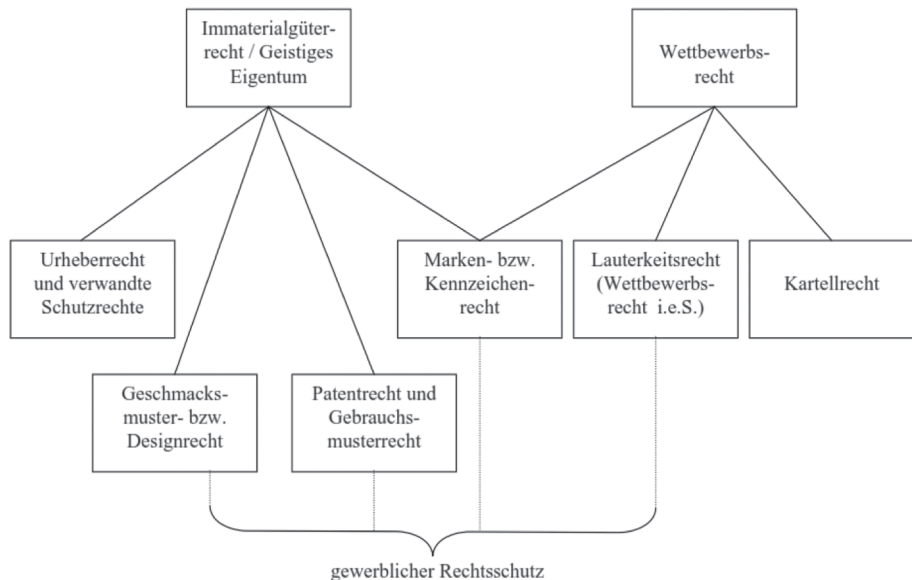 Immaterialgüter-
recht / Geistiges
Eigentum
Wettbewerbs-
recht
Urheberrecht
und verwandte
Schutzrechte
Marken- bzw.
Kennzeichen-
recht
Lauterkeitsrecht
(Wettbewerbs-
recht i.e.S.)
Kartellrecht
Geschmacks-
muster- bzw.
Designrecht
Patentrecht und
Gebrauchs-
musterrecht
gewerblicher Rechtsschutz